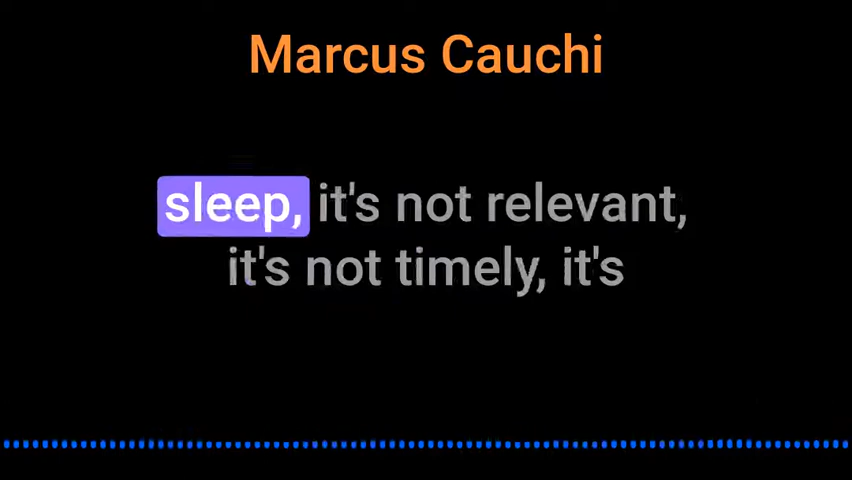 Marcus Cauchi
sleep, it's not relevant,
it's not timely, it's